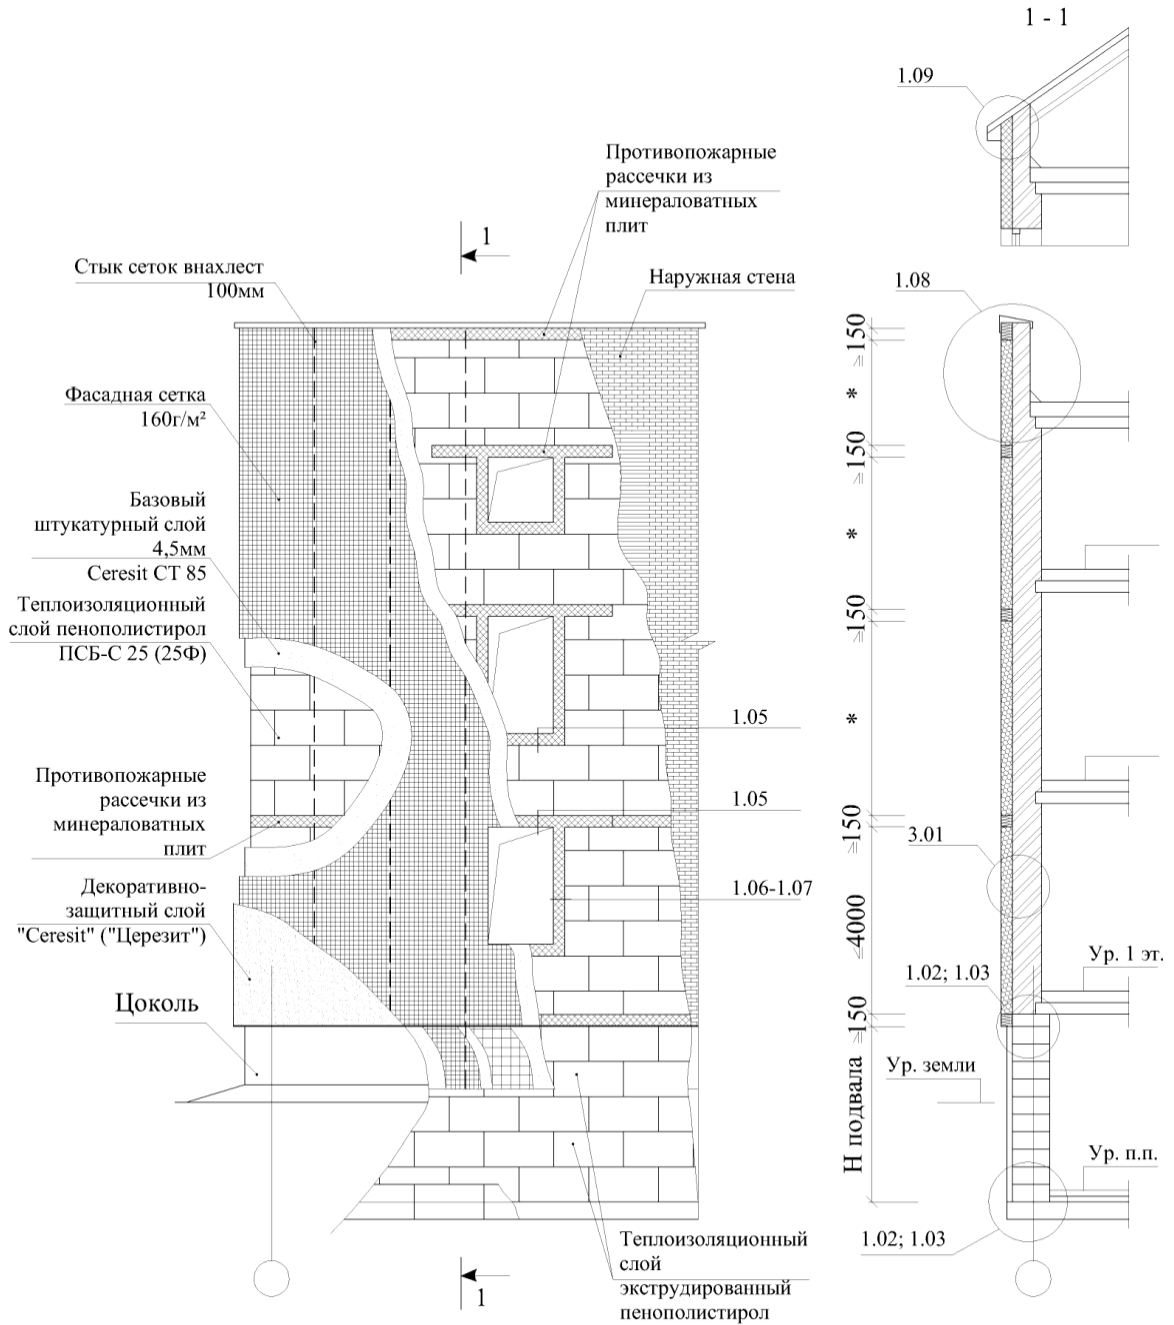 1 - 1
1.09
Противопожарные
рассечки из
минераловатных
плит
1
Стык сеток внахлест
100мм
Наружная стена
1.08
Фасадная сетка
160г/м²
Базовый
штукатурный слой
4,5мм
Ceresit CT 85
Теплоизоляционный
слой пенополистирол
ПСБ-С 25 (25Ф)
Противопожарные
рассечки из
минераловатных
плит
Декоративно-
защитный слой
"Ceresit" ("Церезит")
Цоколь
1.05
1.05
1.06-1.07
≥150
*
≥150
*
≥150
*
≥150
≥4000
≥150
Н подвала
3.01
1.02; 1.03
Ур. 1 эт.
Ур. земли
Ур. п.п.
1.02; 1.03
Теплоизоляционный
слой
экструдированный
пенополистирол
1